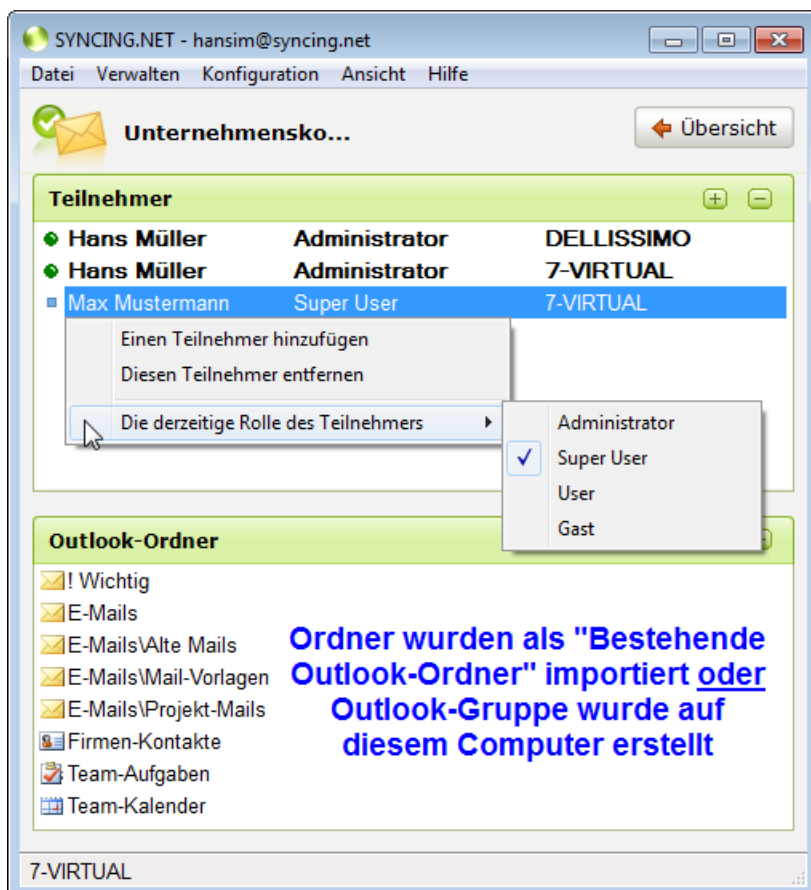 SYNCING.NET - hansim@syncing.net
Datei Verwalten Konfiguration Ansicht Hilfe
Unternehmensko...
Übersicht
Teilnehmer
Hans Müller Administrator DELLISSIMO
Hans Müller Administrator 7-VIRTUAL
Max Mustermann Super User 7-VIRTUAL
Einen Teilnehmer hinzufügen
Diesen Teilnehmer entfernen
Die derzeitige Rolle des Teilnehmers
Administrator
Super User
User
Gast
Outlook-Ordner
! Wichtig
E-Mails
E-Mails\Alte Mails
E-Mails\Mail-Vorlagen
E-Mails\Projekt-Mails
Firmen-Kontakte
Team-Aufgaben
Team-Kalender
Ordner wurden als "Bestehende
Outlook-Ordner" importiert oder
Outlook-Gruppe wurde auf
diesem Computer erstellt
7-VIRTUAL